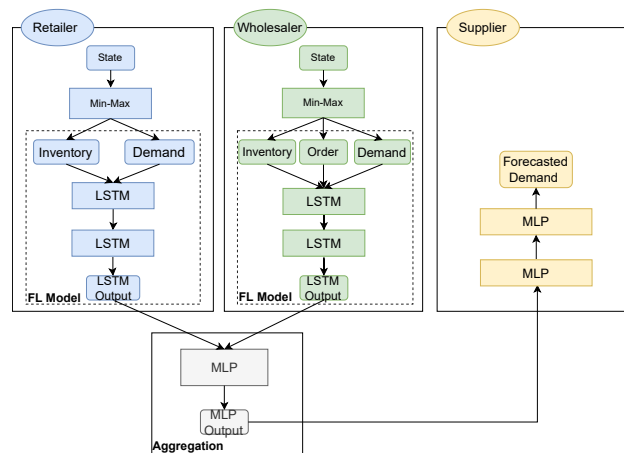 Retailer
State
Min-Max
Inventory
Demand
LSTM
LSTM
LSTM
Output
FL Model
Wholesaler
State
Min-Max
Inventory
Order
Demand
LSTM
LSTM
LSTM
Output
FL Model
Supplier
Forecasted
Demand
MLP
MLP
MLP
MLP
Output
Aggregation